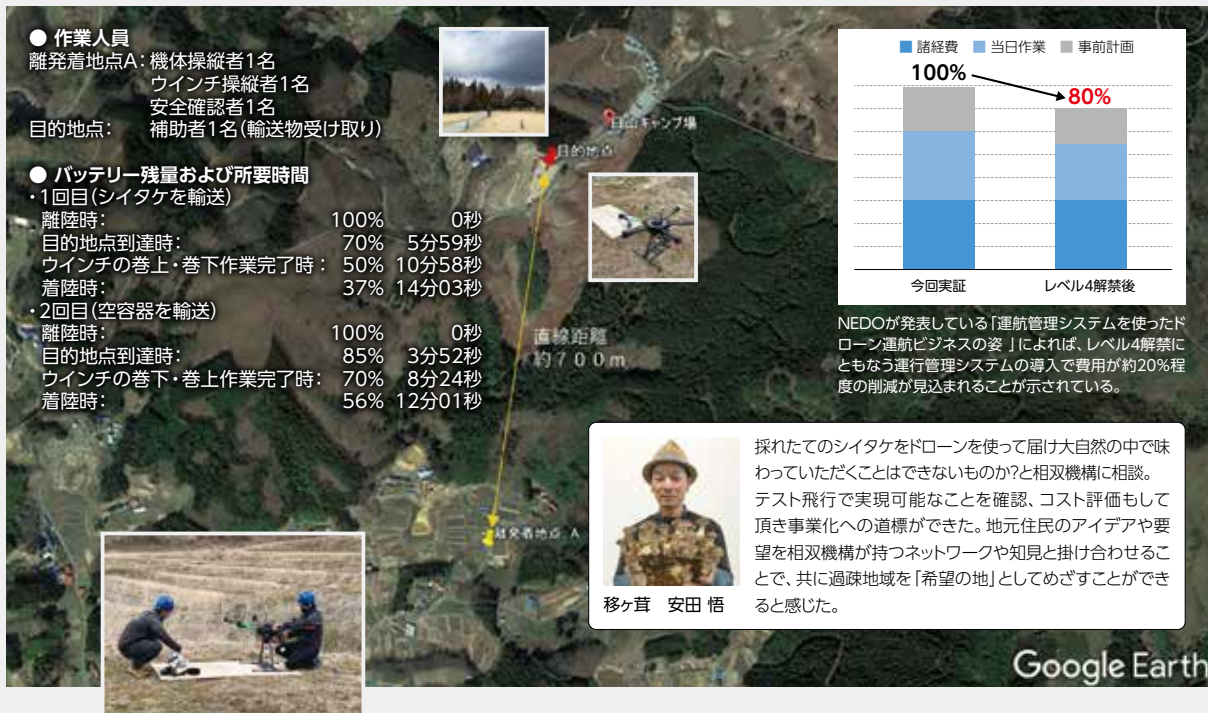 ● 作業人員
離発着地点A：機体操縦者1名
ウインチ操縦者1名
安全確認者1名
目的地点： 補助者1名（輸送物受け取り）
● バッテリー残量および所要時間
・1回目（シイタケを輸送）
離陸時： 100% 0秒
目的地点到達時： 70% 5分59秒
ウインチの巻上・巻下作業完了時： 50% 10分58秒
着陸時： 37% 14分03秒
・2回目（空容器を輸送）
離陸時： 100% 0秒
目的地点到達時： 85% 3分52秒
ウインチの巻下・巻上作業完了時： 70% 8分24秒
着陸時： 56% 12分01秒
日山キャンプ場
目的地点
直線距離
約700m
離発着地点 A
諸経費 当日作業 事前計画
100%
80%
今回実証 レベル4解禁後
NEDOが発表している「運航管理システムを使ったド
ローン運航ビジネスの姿 」によれば、レベル4解禁に
ともなう運行管理システムの導入で費用が約20%程
度の削減が見込まれることが示されている。
採れたてのシイタケをドローンを使って届け大自然の中で味
わっていただくことはできないものか?と相双機構に相談。
テスト飛行で実現可能なことを確認、コスト評価もして
頂き事業化への道標ができた。地元住民のアイデアや要
望を相双機構が持つネットワークや知見と掛け合わせるこ
とで、共に過疎地域を「希望の地」としてめざすことができ
ると感じた。
移ヶ茸 安田 悟
Google Earth